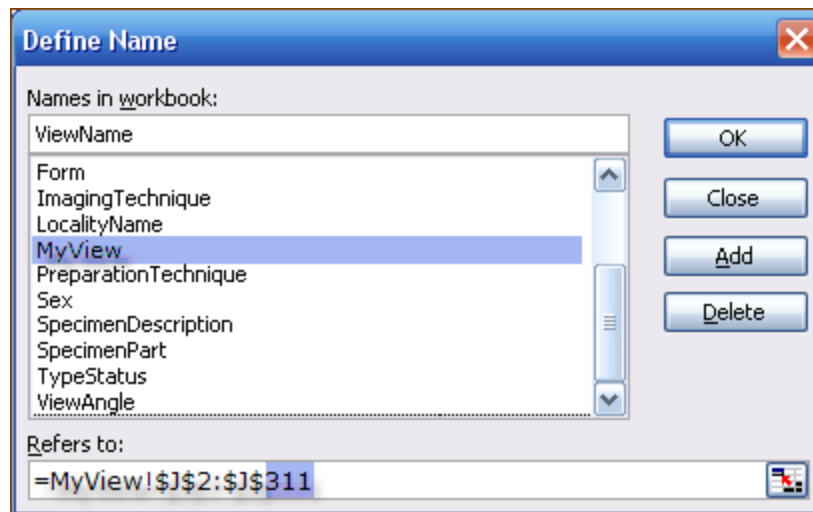 Define Name
Names in workbook:
ViewName
OK
Form
ImagingTechnique
LocalityName
MyView
PreparationTechnique
Sex
SpecimenDescription
SpecimenPart
TypeStatus
ViewAngle
Close
Add
Delete
Refers to:
=MyView!$J$2:$J$311